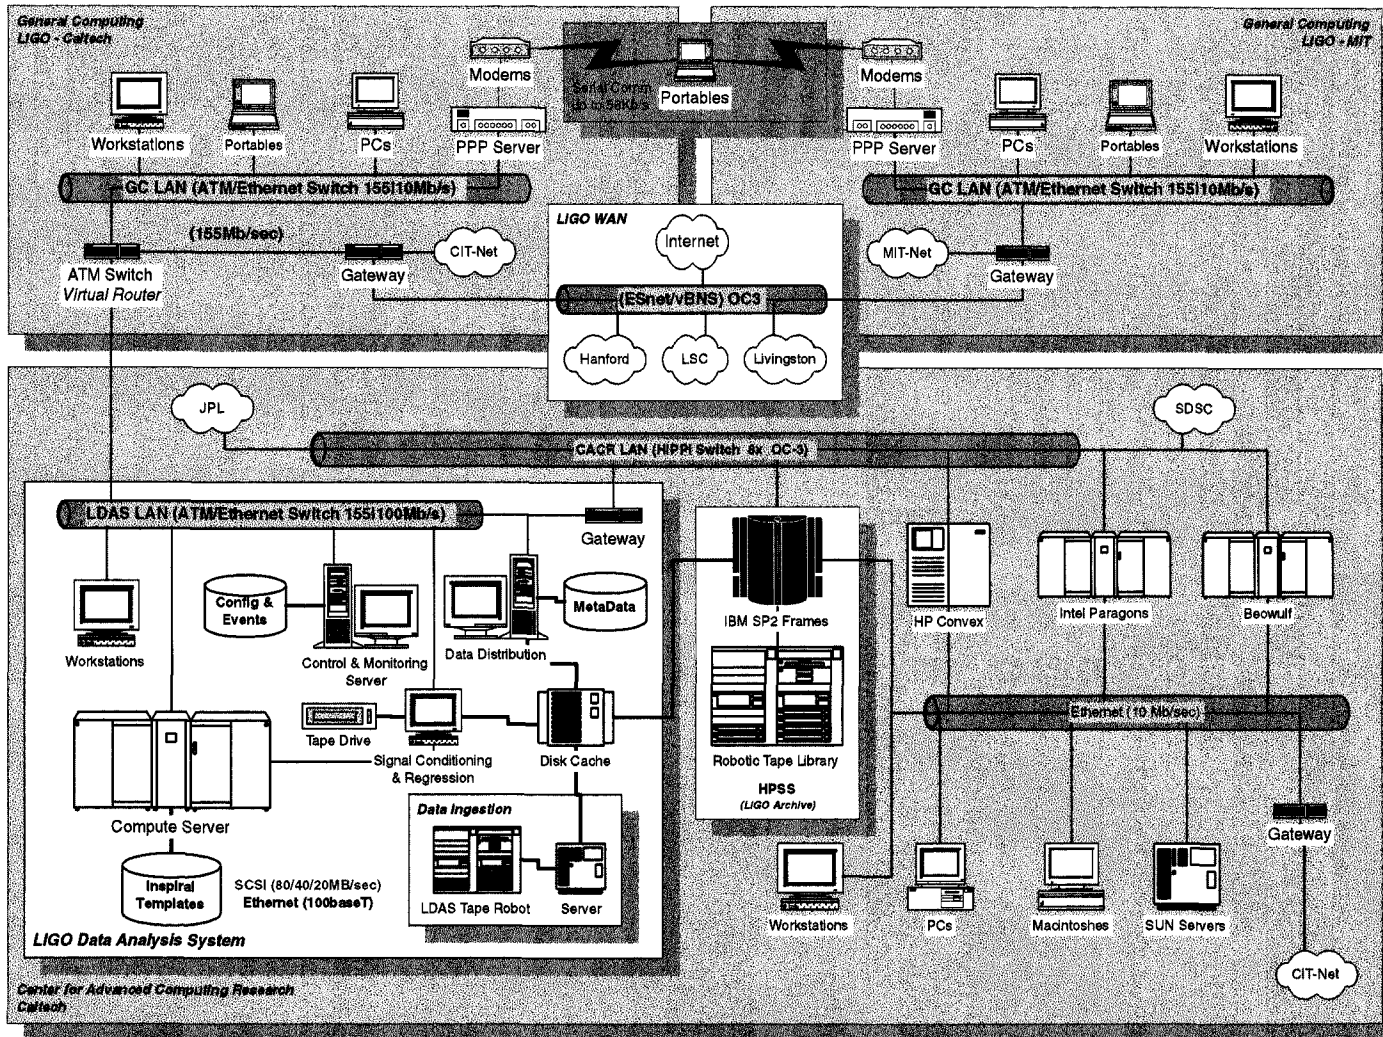 General Computing
LIGO - Caltech
Modems
Workstations
Portables
PCs
PPP Server
GC LAN (ATM/Ethernet Switch 155|10Mb/s)
(155Mb/sec)
ATM Switch
Virtual Router
Gateway
CIT-Net
Serial Comm.
up to 56Kb/s
Portables
General Computing
LIGO - MIT
Modems
PPP Server
PCs
Portables
Workstations
GC LAN (ATM/Ethernet Switch 155|10Mb/s)
MIT-Net
Gateway
LIGO WAN
Internet
(ESnet/vBNS) OC3
Hanford
LSC
Livingston
JPL
SDSC
CACR LAN (HIPPI Switch 8x OC-3)
LDAS LAN (ATM/Ethernet Switch 155|100Mb/s)
Gateway
Workstations
Config &
Events
Control & Monitoring
Server
Data Distribution
MetaData
Tape Drive
Signal Conditioning
& Regression
Disk Cache
Compute Server
Inspiral
Templates
SCSI (80/40/20MB/sec)
Ethernet (100baseT)
Data Ingestion
LDAS Tape Robot
Server
LIGO Data Analysis System
IBM SP2 Frames
Robotic Tape Library
HPSS
(LIGO Archive)
HP Convex
Intel Paragons
Beowulf
Ethernet (10 Mb/sec)
Workstations
PCs
Macintoshes
SUN Servers
Gateway
CIT-Net
Center for Advanced Computing Research
Caltech